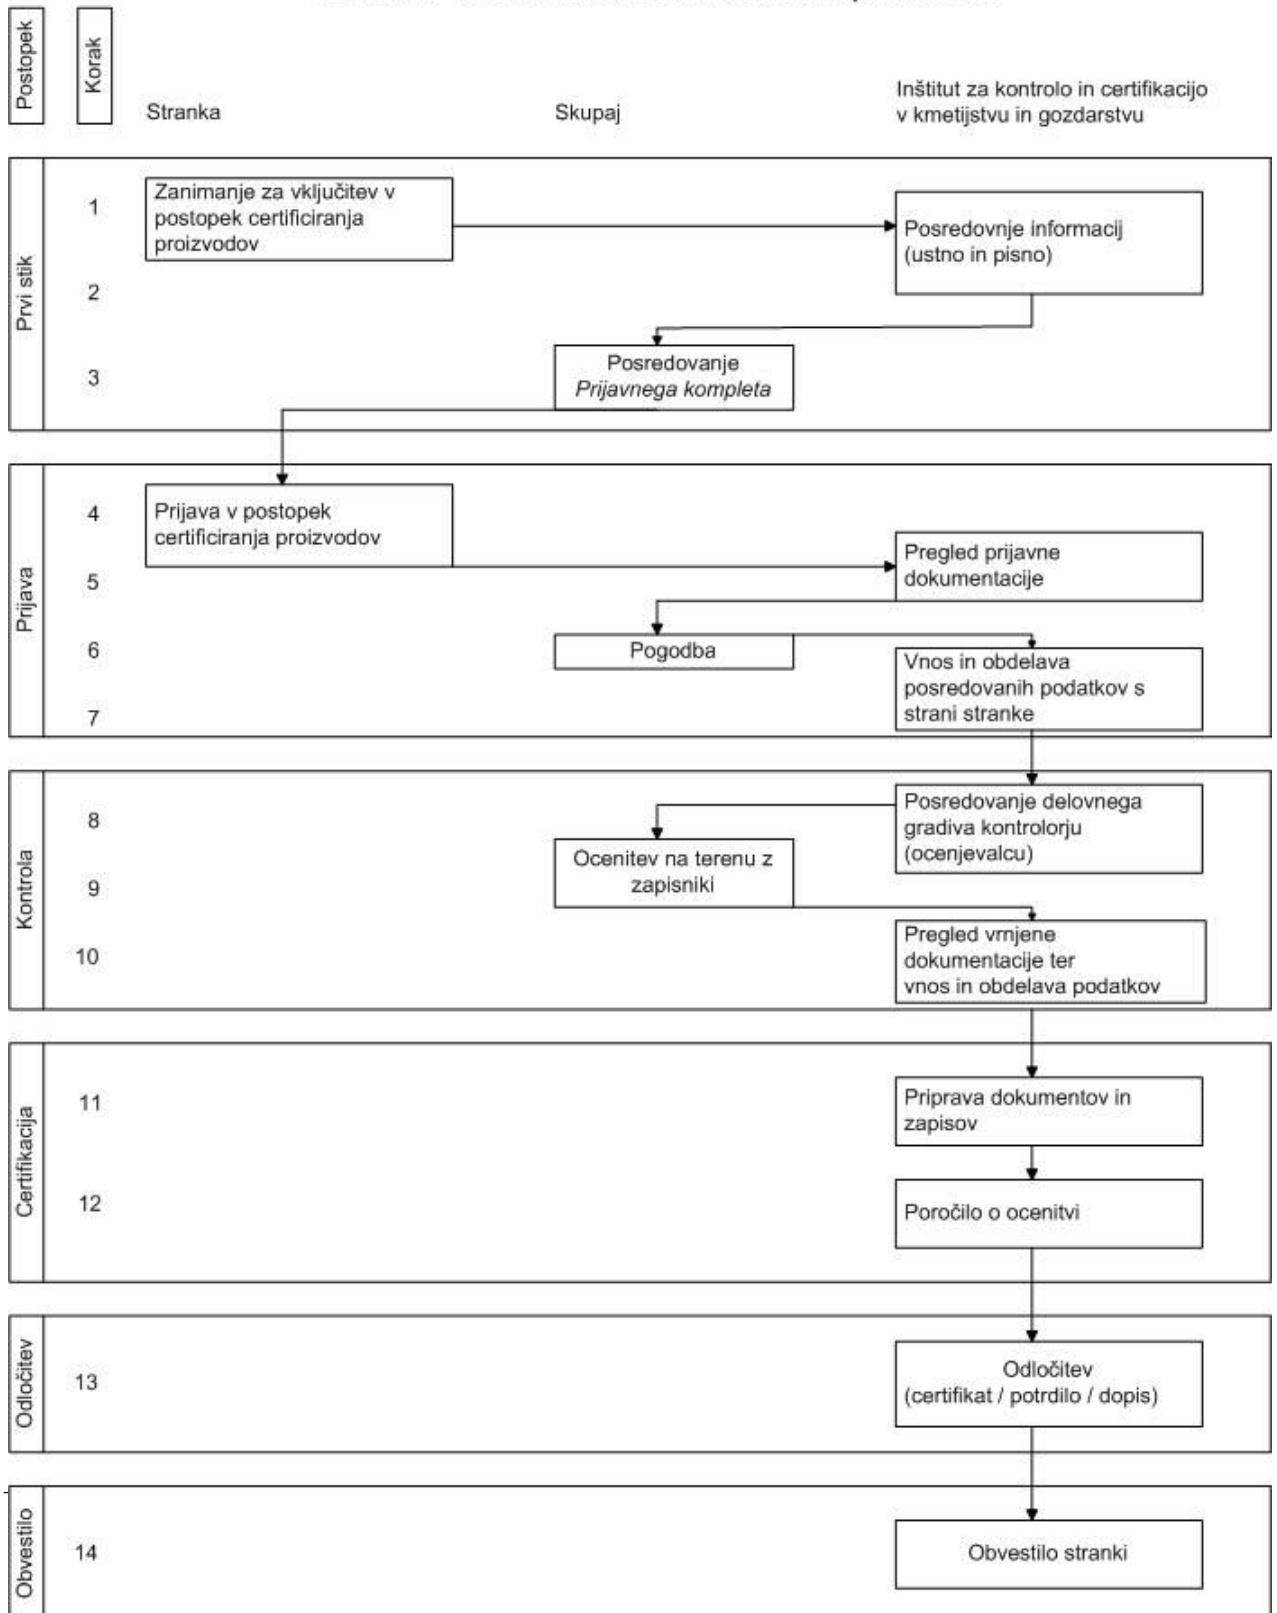 Postopek
Korak
Stranka
Skupaj
Inštitut za kontrolo in certifikacijo
v kmetijstvu in gozdarstvu
Prvi stik
1
Zanimanje za vključitev v
postopek certificiranja
proizvodov
Posredovnje informacij
(ustno in pisno)
2
3
Posredovanje
Prijavnega kompleta
Prijava
4
Prijava v postopek
certificiranja proizvodov
5
Pregled prijavne
dokumentacije
6
Pogodba
Vnos in obdelava
posredovanih podatkov s
strani stranke
7
Kontrola
8
Posredovanje delovnega
gradiva kontrolorju
(ocenjevalcu)
9
Ocenitev na terenu z
zapisniki
10
Pregled vrnjene
dokumentacije ter
vnos in obdelava podatkov
Certifikacija
11
Priprava dokumentov in
zapisov
12
Poročilo o ocenitvi
Odločitev
13
Odločitev
(certifikat / potrdilo / dopis)
Obvestilo
14
Obvestilo stranki